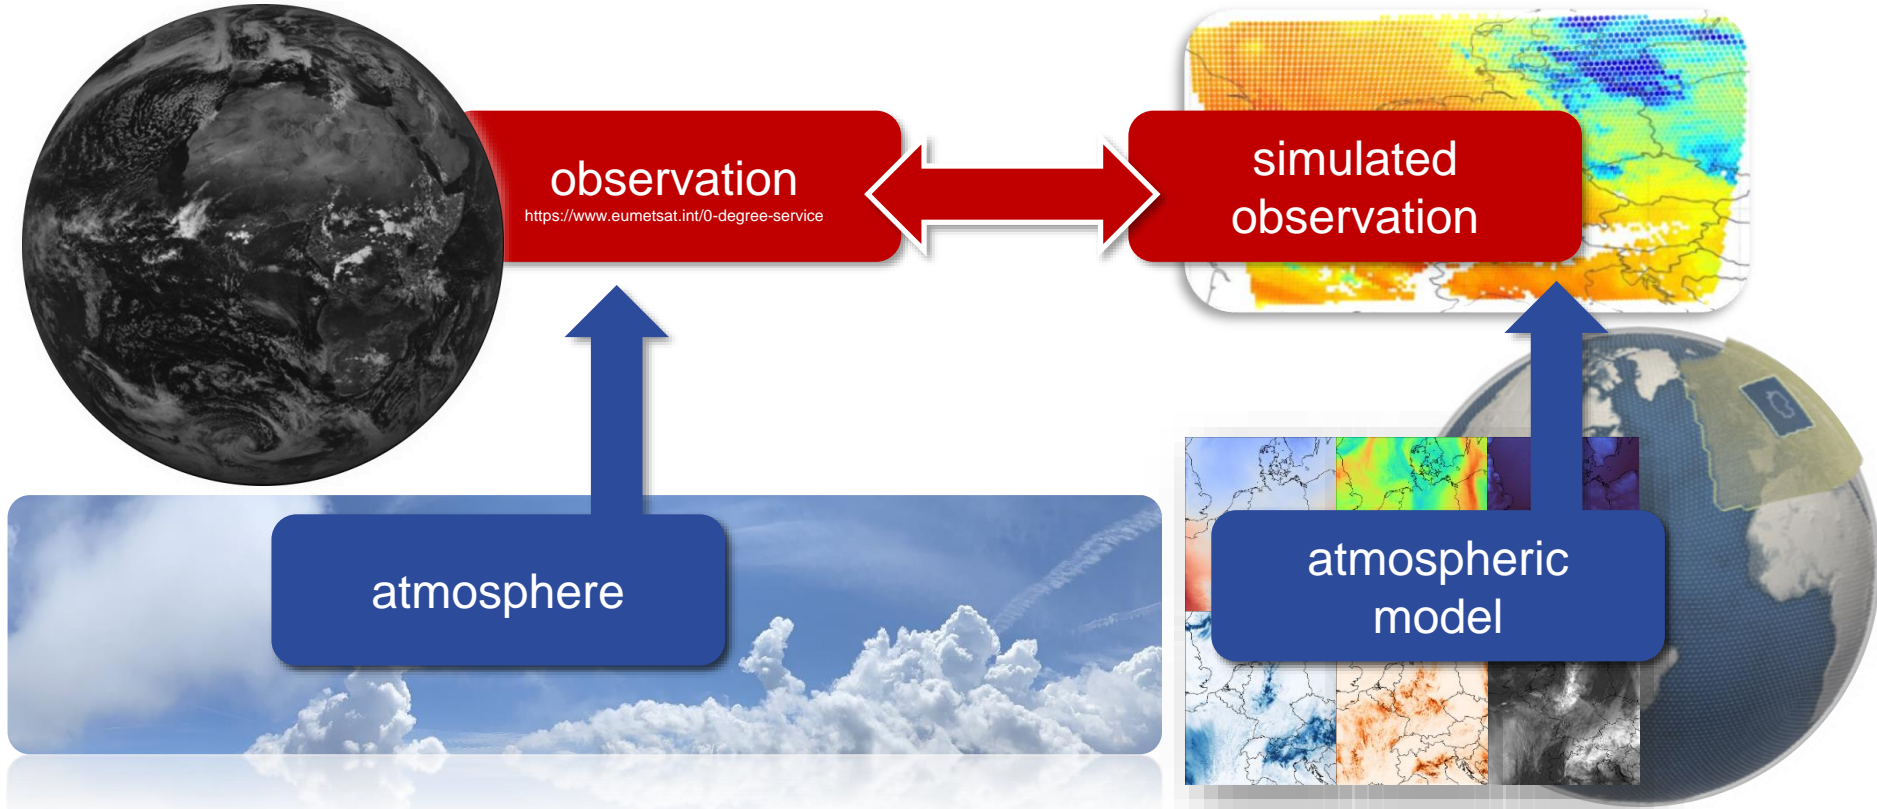 observation
https://www.eumetsat.int/0-degree-service
simulated
observation
atmosphere
atmospheric
model